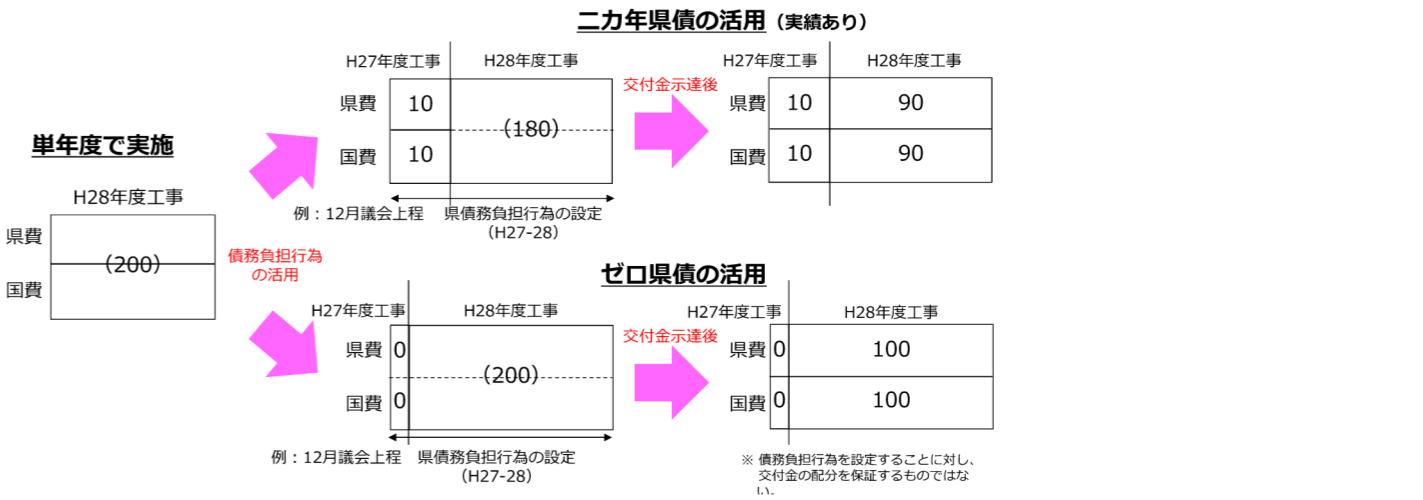 二カ年県債の活用（実績あり）
H27年度工事　H28年度工事
県費　10　（180）
国費　10
例：12月議会上程　県債務負担行為の設定
（H27-28）
交付金示達後
H27年度工事　H28年度工事
県費　10　90
国費　10　90
単年度で実施
H28年度工事
県費
（200）
国費
債務負担行為
の活用
ゼロ県債の活用
H27年度工事　H28年度工事
県費　0　（200）
国費　0
例：12月議会上程　県債務負担行為の設定
（H27-28）
交付金示達後
H27年度工事　H28年度工事
県費　0　100
国費　0　100
※ 債務負担行為を設定することに対し、
交付金の配分を保証するものではな
い。